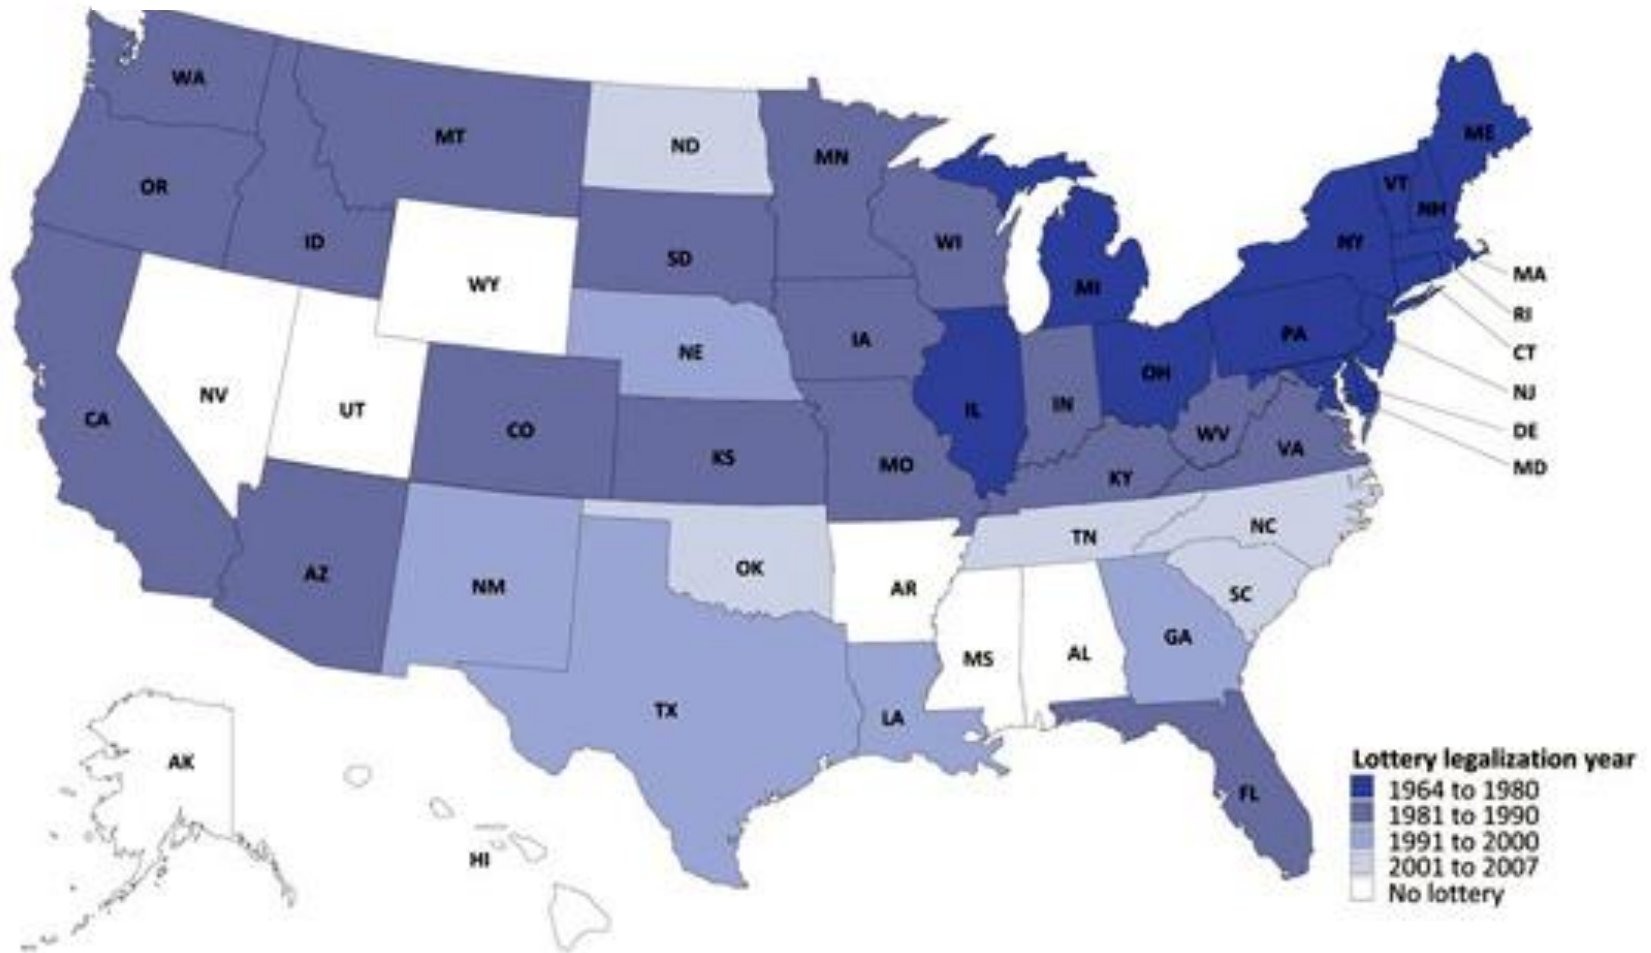 WA
MT
ND
MN
ME
OR
ID
SD
WI
VT
NH
NY
WY
MI
MA
RI
IA
PA
CT
NE
NV
UT
CO
CA
IL
IN
OH
NJ
KS
MO
WV
VA
DE
KY
MD
TN
NC
AZ
NM
OK
AR
SC
MS
AL
GA
TX
LA
AK
FL
HI
Lottery legalization year
1964 to 1980
1981 to 1990
1991 to 2000
2001 to 2007
No lottery